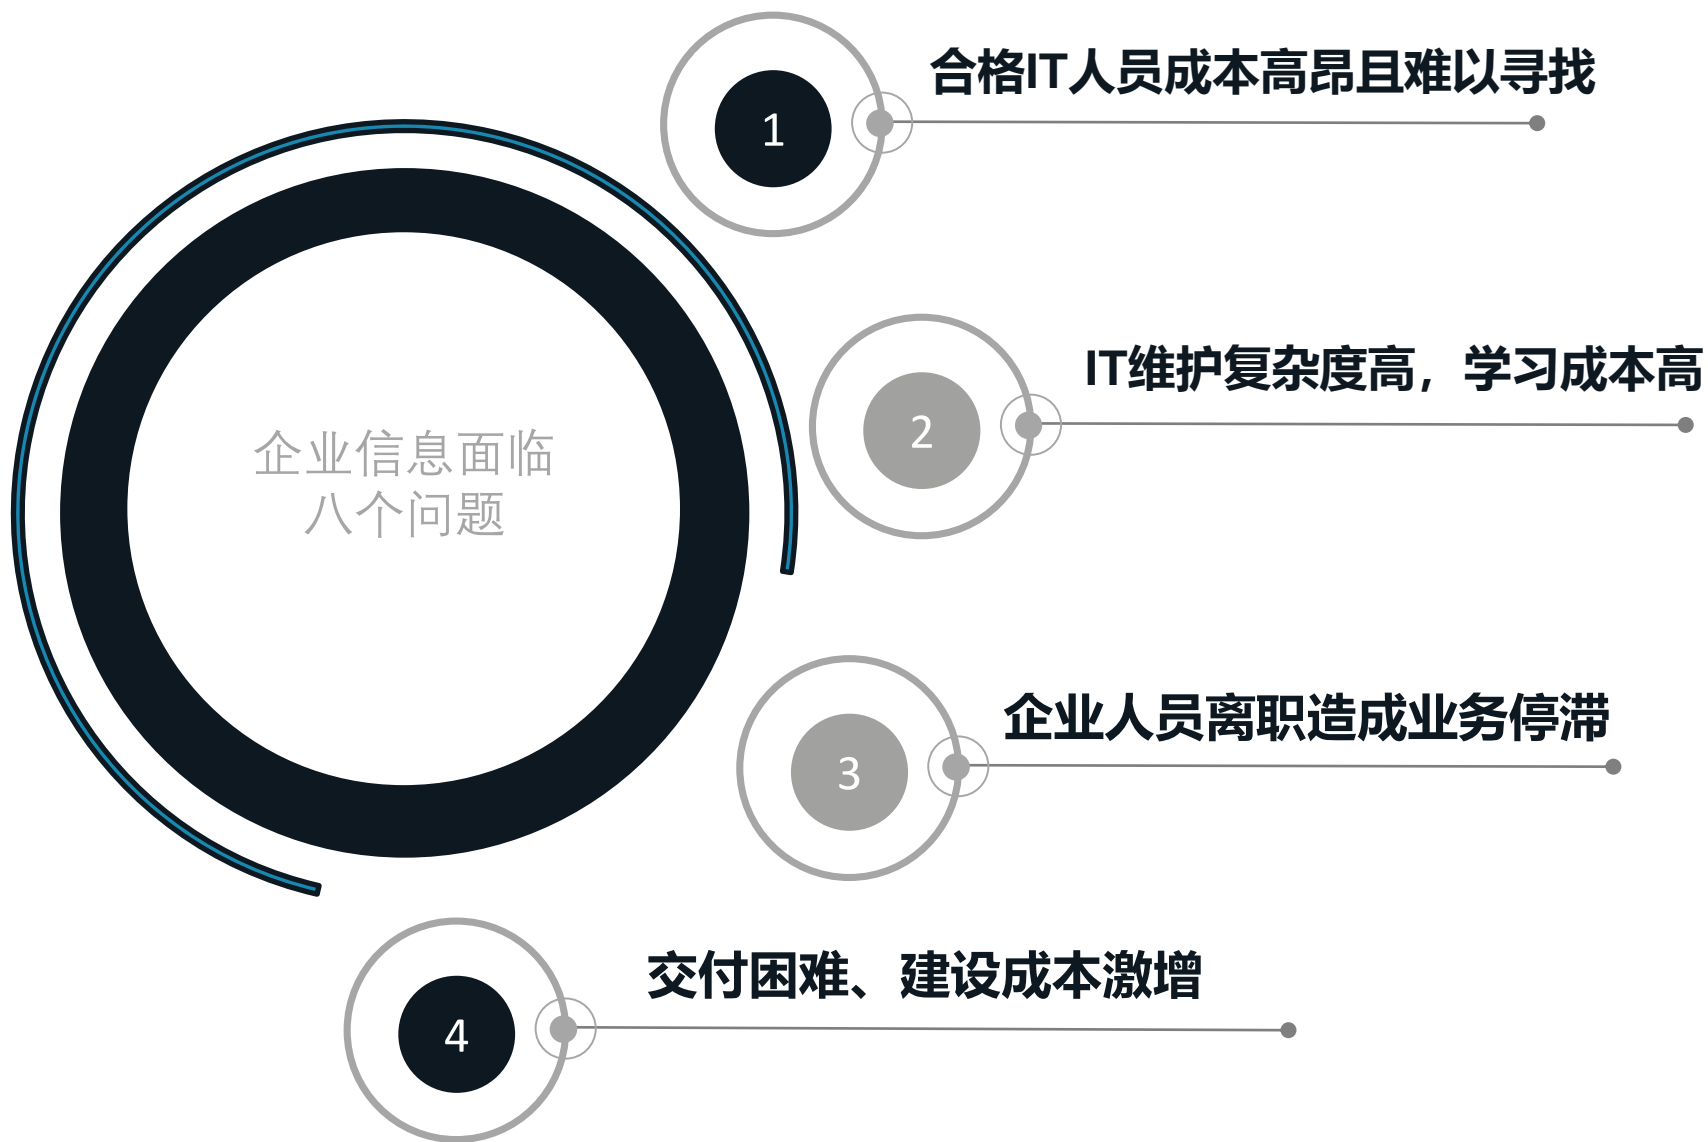 企业信息面临
八个问题
1
合格IT人员成本高昂且难以寻找
2
IT维护复杂度高，学习成本高
3
企业人员离职造成业务停滞
4
交付困难、建设成本激增